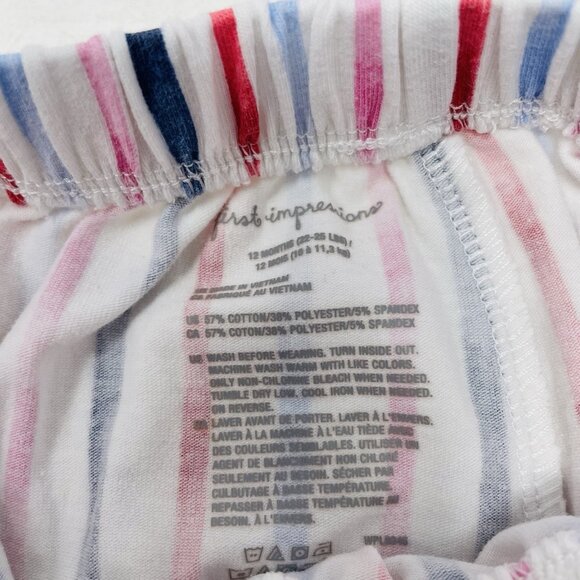 first impressions
12 MONTHS (22-25 LBS) /
12 MOIS (10 à 11,3 kg)
US MADE IN VIETNAM
CA FABRIQUÉ AU VIETNAM
US 57% COTTON/38% POLYESTER/5% SPANDEX
CA 57% COTTON/38% POLYESTER/5% SPANDEX
US WASH BEFORE WEARING. TURN INSIDE OUT.
MACHINE WASH WARM WITH LIKE COLORS.
ONLY NON-CHLORINE BLEACH WHEN NEEDED.
TUMBLE DRY LOW. COOL IRON WHEN NEEDED
ON REVERSE.
LAVER AVANT DE PORTER. LAVER À L'ENVERS.
LAVER À LA MACHINE À L'EAU TIÈDE AVEC
DES COULEURS SEMBLABLES. UTILISER UN
AGENT DE BLANCHIMENT NON CHLORÉ
SEULEMENT AU BESOIN. SÉCHER PAR
CULBUTAGE À BASSE TEMPÉRATURE.
REPASSER À BASSE TEMPÉRATURE AU
BESOIN. À L'ENVERS.